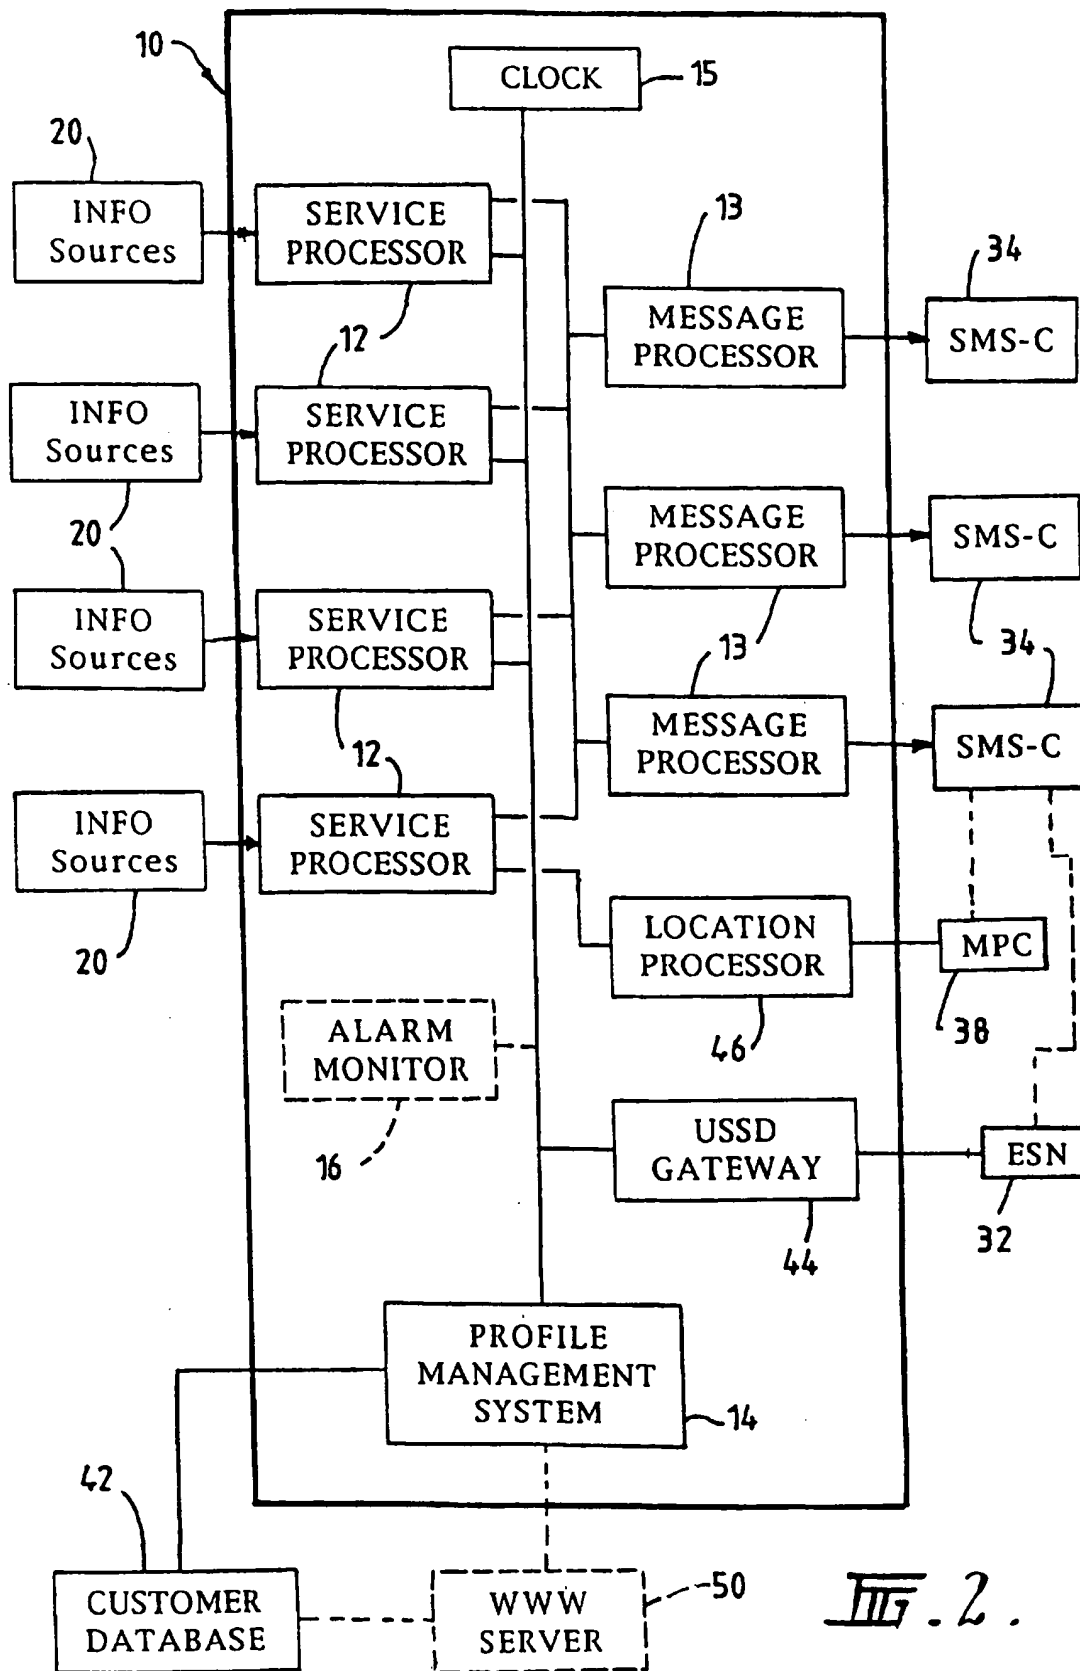 10
CLOCK
15
20
INFO
Sources
SERVICE
PROCESSOR
13
34
MESSAGE
PROCESSOR
SMS-C
12
INFO
Sources
SERVICE
PROCESSOR
20
MESSAGE
PROCESSOR
SMS-C
INFO
Sources
SERVICE
PROCESSOR
13
34
MESSAGE
PROCESSOR
SMS-C
12
INFO
Sources
SERVICE
PROCESSOR
20
LOCATION
PROCESSOR
MPC
46
38
ALARM
MONITOR
16
USSD
GATEWAY
ESN
44
32
PROFILE
MANAGEMENT
SYSTEM
14
42
CUSTOMER
DATABASE
WWW
SERVER
50
FIG. 2.